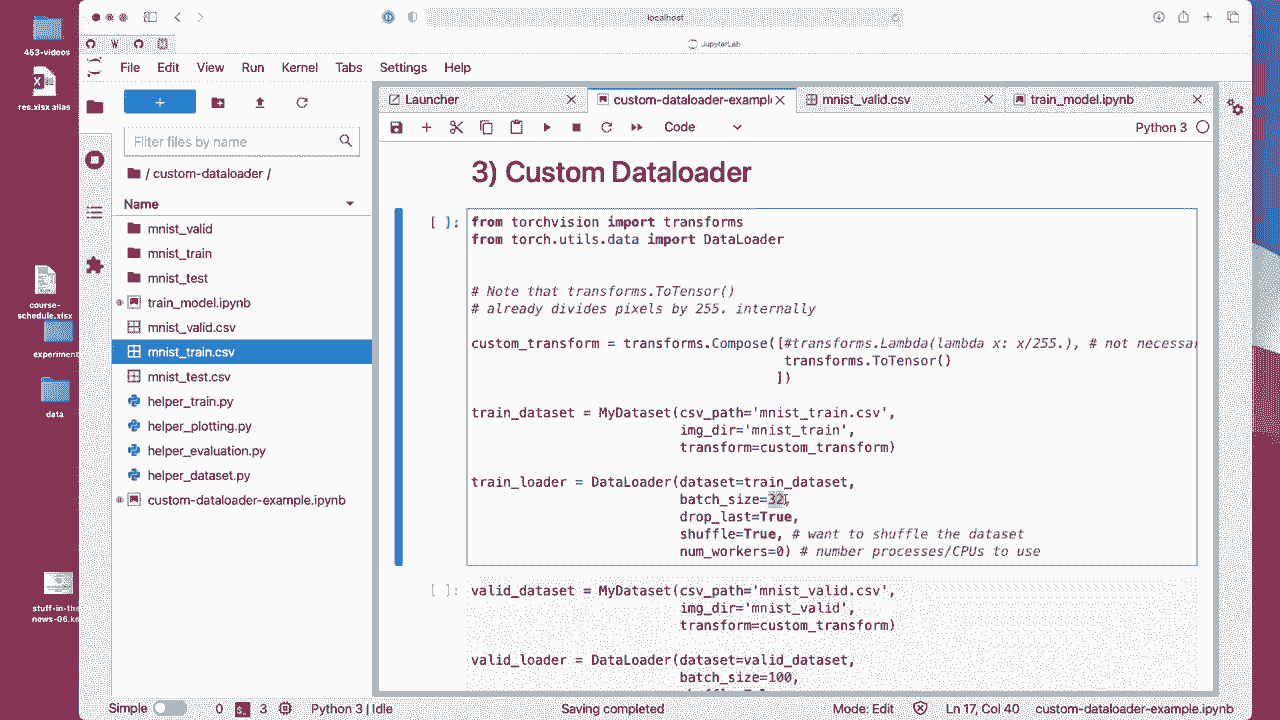 453-videos
res.xlsx alias
course-
schedule.xlsx
experiment
data
stuff-in-the
news-06.ke
localhost
JupyterLab
File Edit View Run Kernel Tabs Settings Help
+
Filter files by name
/ custom-dataloader /
Name
mnist_valid
mnist_train
mnist_test
train_model.ipynb
mnist_valid.csv
mnist_train.csv
mnist_test.csv
helper_train.py
helper_plotting.py
helper_evaluation.py
helper_dataset.py
custom-dataloader-example.ipynb
Launcher
custom-dataloader-exampl
mnist_valid.csv
train_model.ipynb
Code
Python 3
3) Custom Dataloader
[ ]:
from torchvision import transforms
from torch.utils.data import DataLoader
# Note that transforms.ToTensor()
# already divides pixels by 255. internally
custom_transform = transforms.Compose([#transforms.Lambda(lambda x: x/255.), # not necessar
transforms.ToTensor()
])
train_dataset = MyDataset(csv_path='mnist_train.csv',
img_dir='mnist_train',
transform=custom_transform)
train_loader = DataLoader(dataset=train_dataset,
batch_size=32,
drop_last=True,
shuffle=True, # want to shuffle the dataset
num_workers=0) # number processes/CPUs to use
[ ]:
valid_dataset = MyDataset(csv_path='mnist_valid.csv',
img_dir='mnist_valid',
transform=custom_transform)
valid_loader = DataLoader(dataset=valid_dataset,
batch_size=100,
Simple 0 3 Python 3 | Idle Saving completed Mode: Edit Ln 17, Col 40 custom-dataloader-example.ipynb